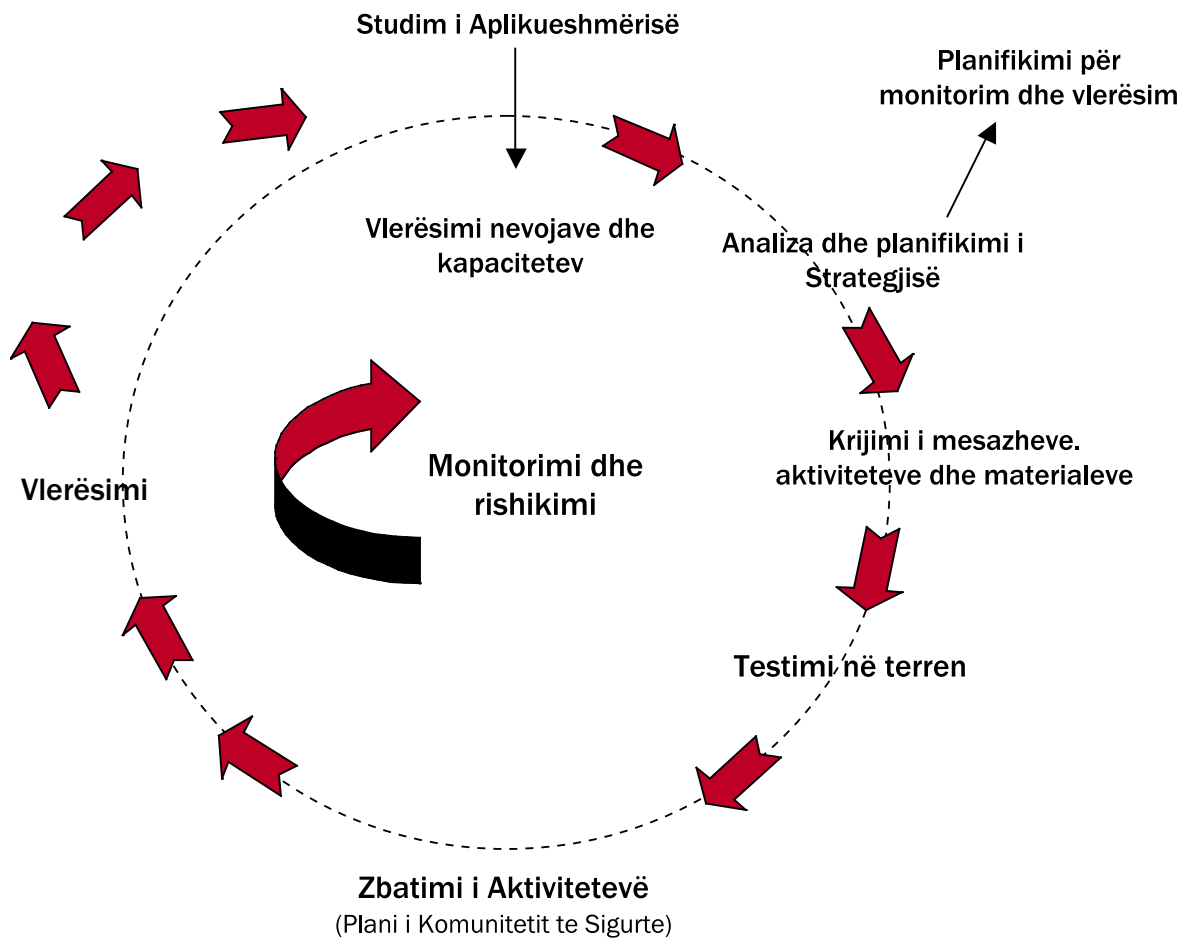 Studim i Aplikueshmërisë
Planifikimi për
monitorim dhe vlerësim
Vlerësimi nevojave dhe
kapacitetev
Analiza dhe planifikimi i
Strategjisë
Krijimi i mesazheve.
aktiviteteve dhe materialeve
Monitorimi dhe
rishikimi
Vlerësimi
Testimi në terren
Zbatimi i Aktivitetevë
(Plani i Komunitetit te Sigurte)